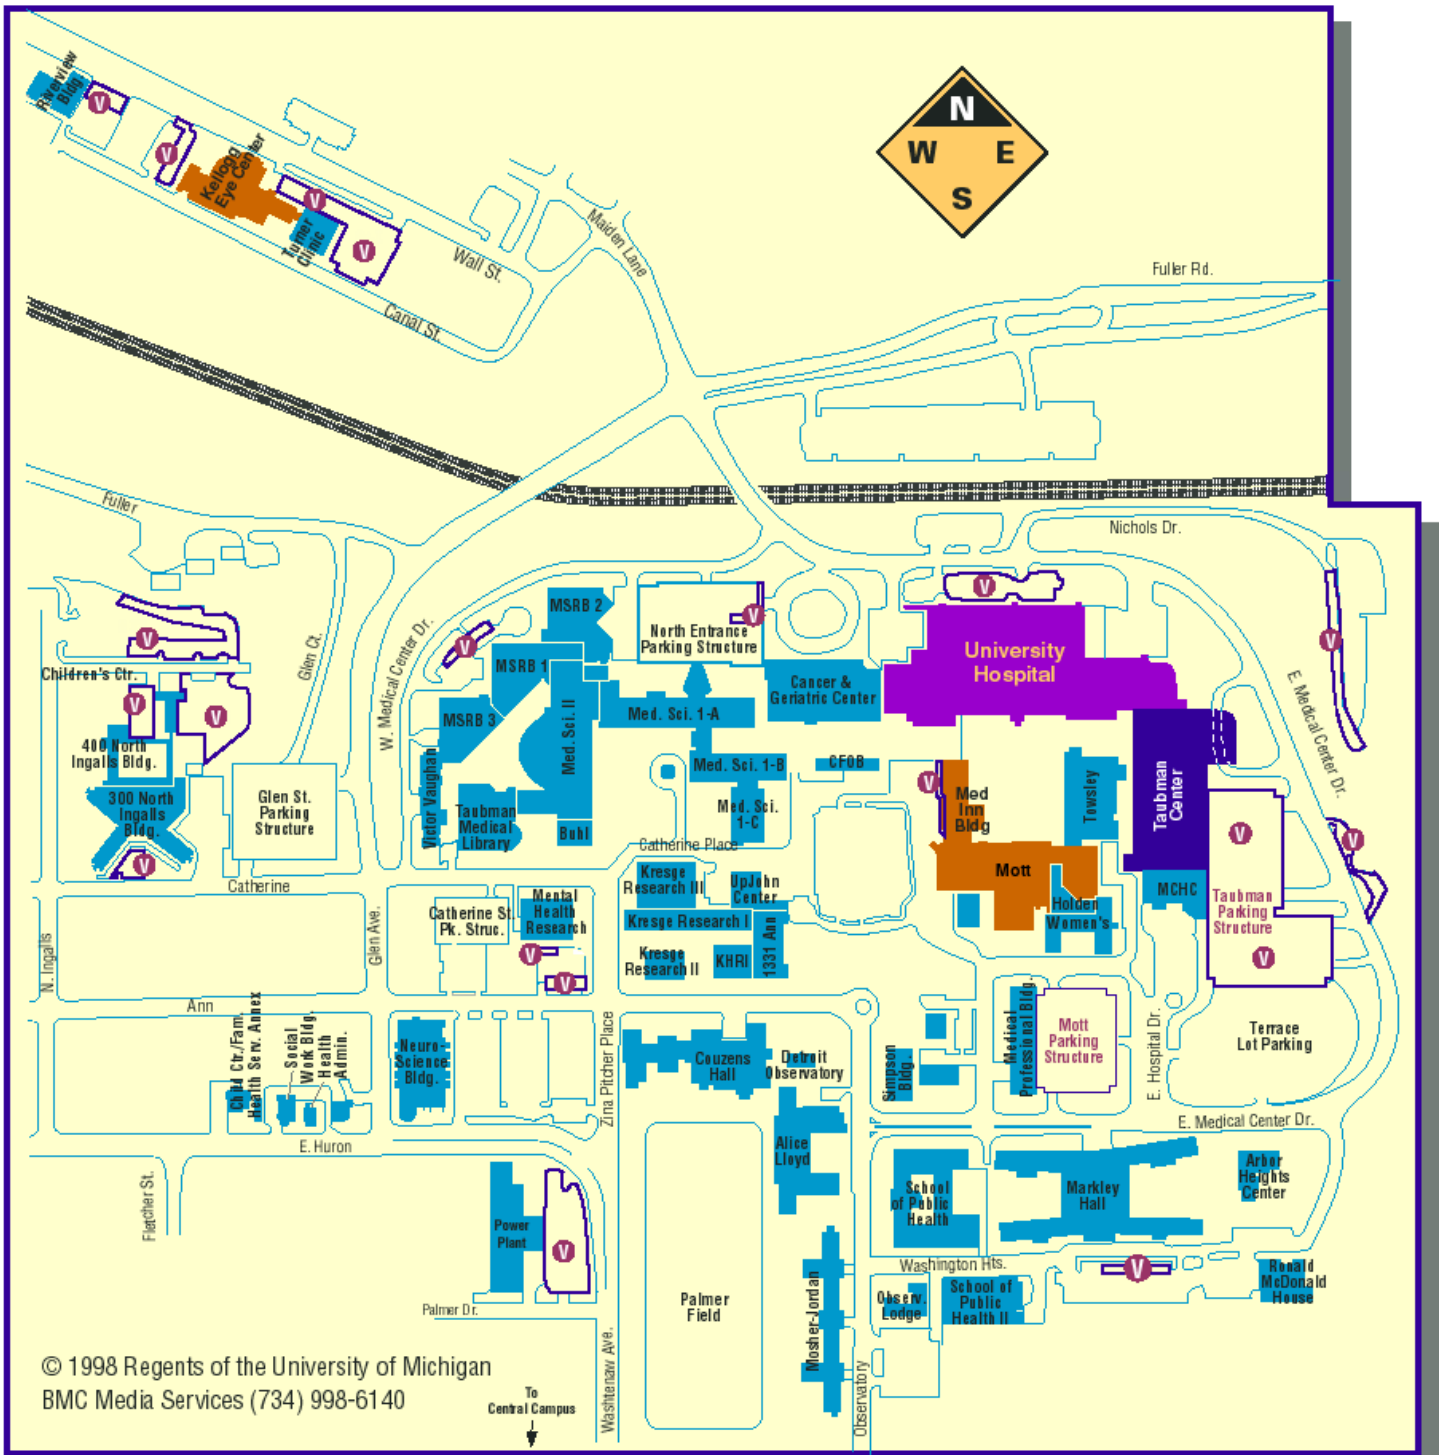 Riverview
Bldg.
V
V
Kellogg
Eye Center
V
Turner
Clinic
V
Wall St.
Canal St.
Maiden Lane
N
W E
S
Fuller Rd.
Fuller
Nichols Dr.
Glen Ct.
W. Medical Center Dr.
V
Children's Ctr.
V
V
400 North
Ingalls Bldg.
300 North
Ingalls
Bldg.
V
Glen St.
Parking
Structure
V
MSRB 2
MSRB 1
MSRB 3
Med. Sci. II
Victor Vaughan
Taubman
Medical
Library
Buhl
V
North Entrance
Parking Structure
Med. Sci. 1-A
Med. Sci. 1-B
Med. Sci.
1-C
Cancer &
Geriatric Center
CFOB
V
University
Hospital
V
Med
Inn
Bldg
Mott
Towsley
Taubman
Center
Holden
Women's
MCHC
V
Taubman
Parking
Structure
V
V
V
E. Medical Center Dr.
Catherine Place
Catherine
Kresge
Research III
UpJohn
Center
Kresge Research I
Kresge
Research II
KHRI
1331 Ann
Mental
Health
Research
Catherine St.
Pk. Struc.
V
V
Glen Ave.
N. Ingalls
Ann
Child Ctr./Fam.
Health Serv. Annex
Social
Work Bldg.
Health
Admin.
Neuro-
Science
Bldg.
Zina Pitcher Place
Couzens
Hall
Detroit
Observatory
Simpson
Bldg.
Medical
Professional Bldg.
Mott
Parking
Structure
E. Hospital Dr.
Terrace
Lot Parking
E. Medical Center Dr.
E. Huron
Fletcher St.
Alice
Lloyd
School
of Public
Health
Markley
Hall
Arbor
Heights
Center
Power
Plant
V
Washington Hts.
V
Ronald
McDonald
House
Observ.
Lodge
School of
Public
Health II
Palmer Dr.
Palmer
Field
Mosher-Jordan
Washtenaw Ave.
Observatory
© 1998 Regents of the University of Michigan
BMC Media Services (734) 998-6140
To
Central Campus